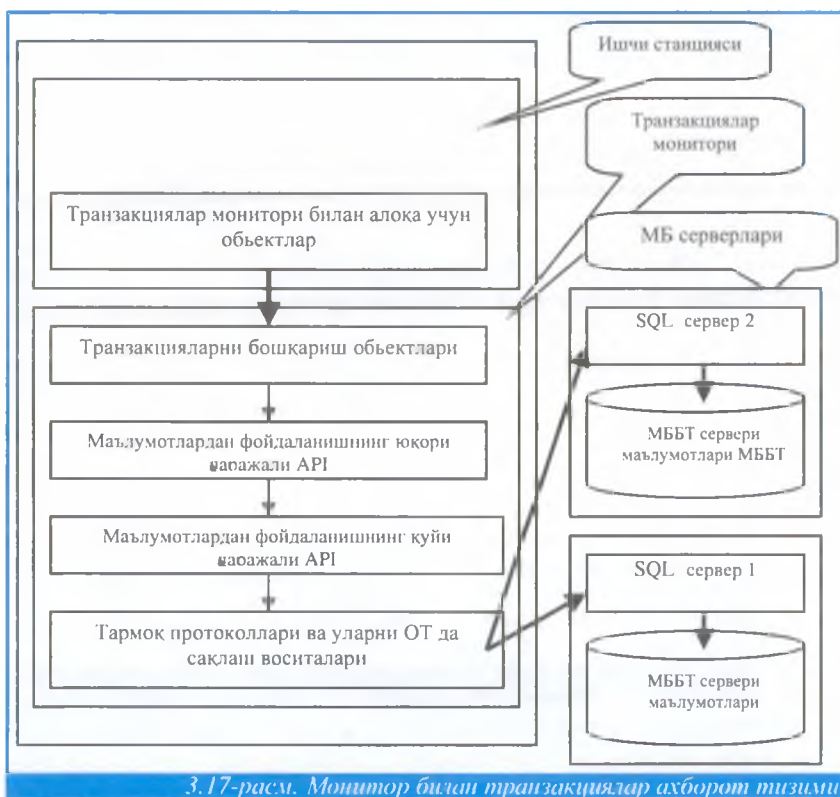 Ишчи станцияси
Транзакциялар
монитори
МБ серверлари
Транзакциялар монитори билан алоқа учун
объектлар
Транзакцияларни бошқариш объектлари
Маълумотлардан фойдаланишнинг юқори
даражали API
Маълумотлардан фойдаланишнинг қуйи
даражали API
Тармоқ протоколлари ва уларни ОТ да
сақлаш воситалари
SQL сервер 2
МББТ сервери
маълумотлари МББТ
SQL сервер 1
МББТ сервери
маълумотлари
3.17-расм. Монитор билан транзакциялар ахборот тизими